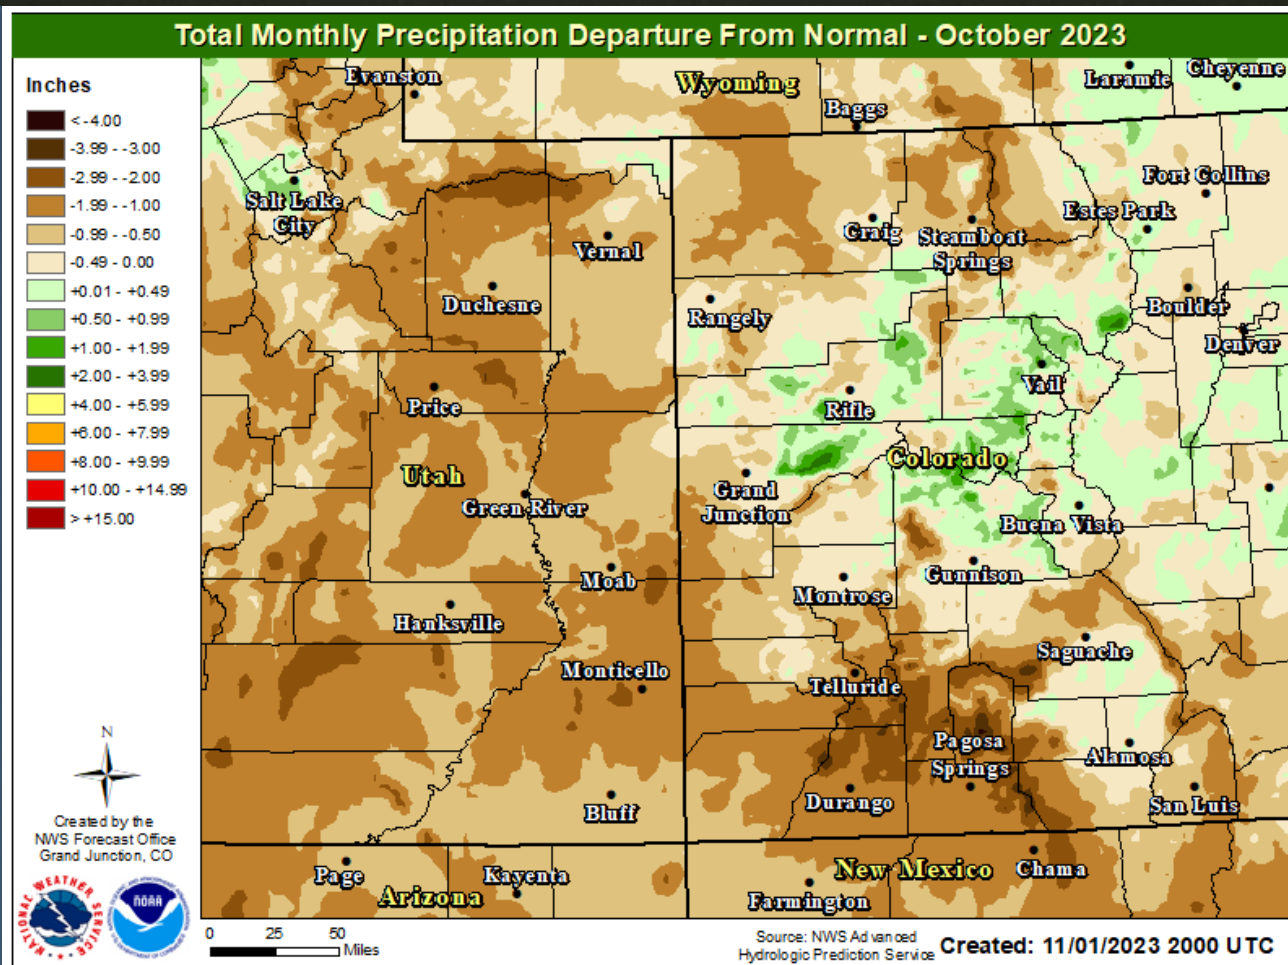 Total Monthly Precipitation Departure From Normal - October 2023
Inches
< -4.00
-3.99 - -3.00
-2.99 - -2.00
-1.99 - -1.00
-0.99 - -0.50
-0.49 - 0.00
+0.01 - +0.49
+0.50 - +0.99
+1.00 - +1.99
+2.00 - +3.99
+4.00 - +5.99
+6.00 - +7.99
+8.00 - +9.99
+10.00 - +14.99
> +15.00
Evanston
Wyoming
Baggs
Laramie
Cheyenne
Fort Collins
Salt Lake
City
Estes Park
Vernal
Craig
Steamboat
Springs
Duchesne
Rangely
Boulder
Denver
Vail
Price
Rifle
Utah
Colorado
Green River
Grand
Junction
Buena Vista
Moab
Montrose
Gunnison
Hanksville
Saguache
Monticello
Telluride
Pagosa
Springs
Alamosa
Bluff
Durango
San Luis
Page
Arizona
Kayenta
New Mexico
Chama
Farmington
N
Created by the
NWS Forecast Office
Grand Junction, CO
NATIONAL WEATHER SERVICE
NOAA
0 25 50
Miles
Source: NWS Advanced
Hydrologic Prediction Service
Created: 11/01/2023 2000 UTC